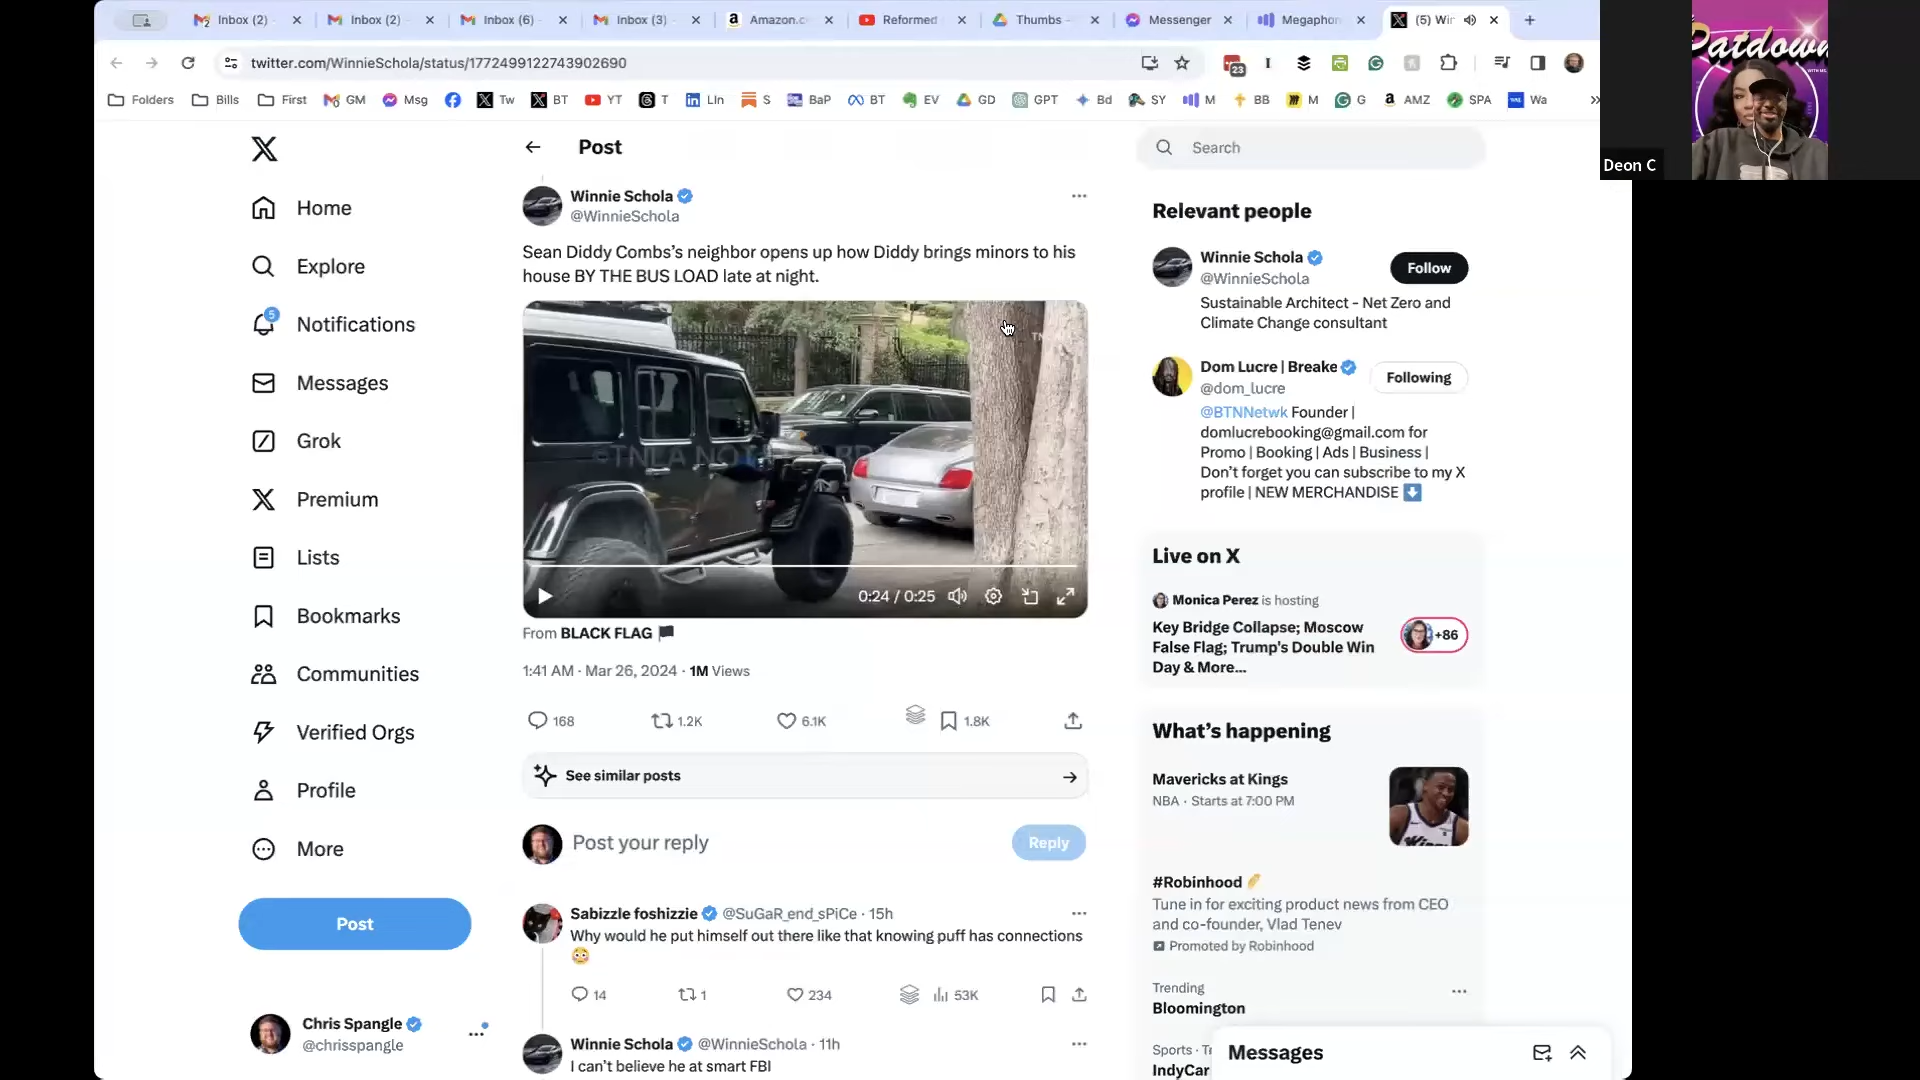 Inbox (2)
Inbox (2)
Inbox (6)
Inbox (3)
Amazon.c
Reformed
Thumbs -
Messenger
Megaphon
(5) Wir
twitter.com/WinnieSchola/status/1772499122743902690
23
Folders
Bills
First
GM
Msg
Tw
BT
YT
T
LIn
S
BaP
BT
EV
GD
GPT
Bd
SY
M
BB
M
G
AMZ
SPA
Wa
Patdown
Deon C
Home
Explore
5
Notifications
Messages
Grok
Premium
Lists
Bookmarks
Communities
Verified Orgs
Profile
More
Post
Chris Spangle
@chrisspangle
Post
Winnie Schola
@WinnieSchola
Sean Diddy Combs’s neighbor opens up how Diddy brings minors to his
house BY THE BUS LOAD late at night.
0:24 / 0:25
From BLACK FLAG 🏴
1:41 AM · Mar 26, 2024 · 1M Views
168
1.2K
6.1K
1.8K
See similar posts
Post your reply
Reply
Sabizzle foshizzie @SuGaR_end_sPiCe · 15h
Why would he put himself out there like that knowing puff has connections
😳
14
1
234
53K
Winnie Schola @WinnieSchola · 11h
I can’t believe he at smart FBI
Search
Relevant people
Winnie Schola
@WinnieSchola
Follow
Sustainable Architect - Net Zero and
Climate Change consultant
Dom Lucre | Breake
@dom_lucre
Following
@BTNNetwk Founder |
domlucrebooking@gmail.com for
Promo | Booking | Ads | Business |
Don’t forget you can subscribe to my X
profile | NEW MERCHANDISE ⬇️
Live on X
Monica Perez is hosting
Key Bridge Collapse; Moscow
False Flag; Trump's Double Win
Day & More...
+86
What’s happening
Mavericks at Kings
NBA · Starts at 7:00 PM
#Robinhood
Tune in for exciting product news from CEO
and co-founder, Vlad Tenev
Promoted by Robinhood
Trending
Bloomington
Sports · Tr
IndyCar
Messages